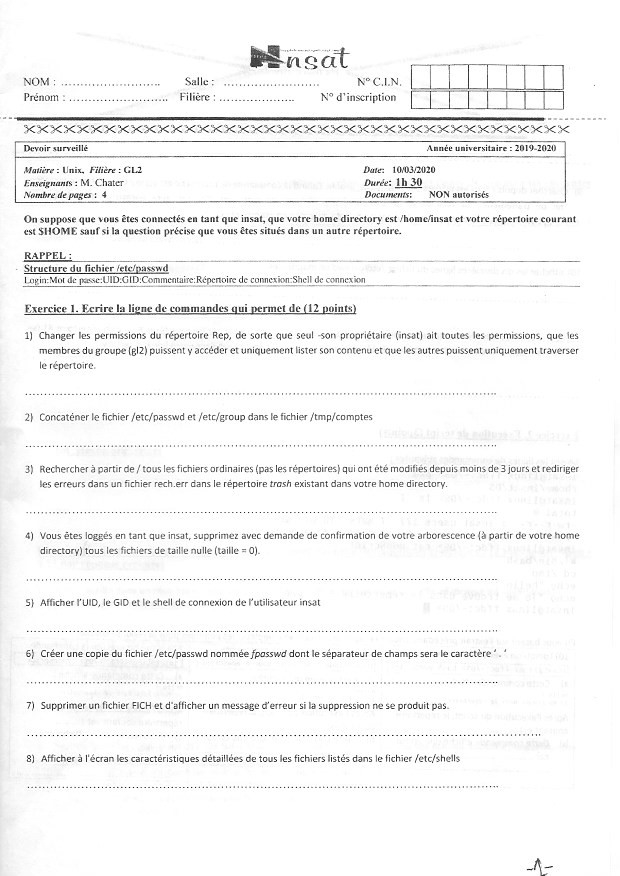 nsat
NOM : .......................... Salle : ......................... N° C.I.N.
Prénom : .......................... Filière : .................... N° d'inscription
Devoir surveillé Année universitaire : 2019-2020
Matière : Unix, Filière : GL2 Date: 10/03/2020
Enseignants : M. Chater Durée: 1h 30
Nombre de pages : 4 Documents: NON autorisés
On suppose que vous êtes connectés en tant que insat, que votre home directory est /home/insat et votre répertoire courant
est $HOME sauf si la question précise que vous êtes situés dans un autre répertoire.
RAPPEL :
Structure du fichier /etc/passwd
Login:Mot de passe:UID:GID:Commentaire:Répertoire de connexion:Shell de connexion
Exercice 1. Ecrire la ligne de commandes qui permet de (12 points)
1) Changer les permissions du répertoire Rep, de sorte que seul -son propriétaire (insat) ait toutes les permissions, que les
membres du groupe (gl2) puissent y accéder et uniquement lister son contenu et que les autres puissent uniquement traverser
le répertoire.
2) Concaténer le fichier /etc/passwd et /etc/group dans le fichier /tmp/comptes
3) Rechercher à partir de / tous les fichiers ordinaires (pas les répertoires) qui ont été modifiés depuis moins de 3 jours et rediriger
les erreurs dans un fichier rech.err dans le répertoire trash existant dans votre home directory.
4) Vous êtes loggés en tant que insat, supprimez avec demande de confirmation de votre arborescence (à partir de votre home
directory) tous les fichiers de taille nulle (taille = 0).
5) Afficher l'UID, le GID et le shell de connexion de l'utilisateur insat
6) Créer une copie du fichier /etc/passwd nommée fpasswd dont le séparateur de champs sera le caractère ' . '
7) Supprimer un fichier FICH et d'afficher un message d'erreur si la suppression ne se produit pas.
8) Afficher à l'écran les caractéristiques détaillées de tous les fichiers listés dans le fichier /etc/shells
-1-